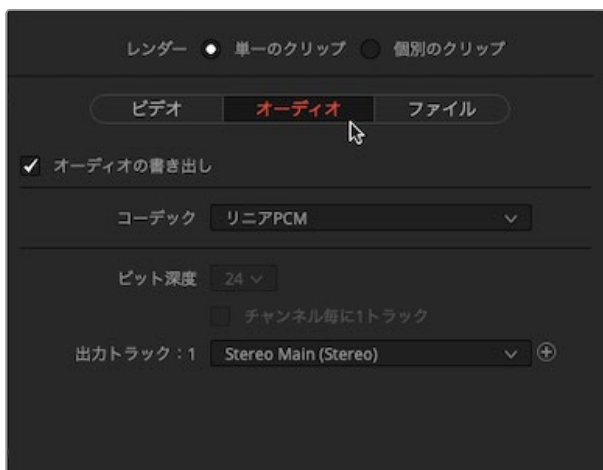 レンダー 単一のクリップ 個別のクリップ
ビデオ オーディオ ファイル
オーディオの書き出し
コーデック リニアPCM
ビット深度 24
チャンネル毎に1トラック
出力トラック：1 Stereo Main (Stereo)